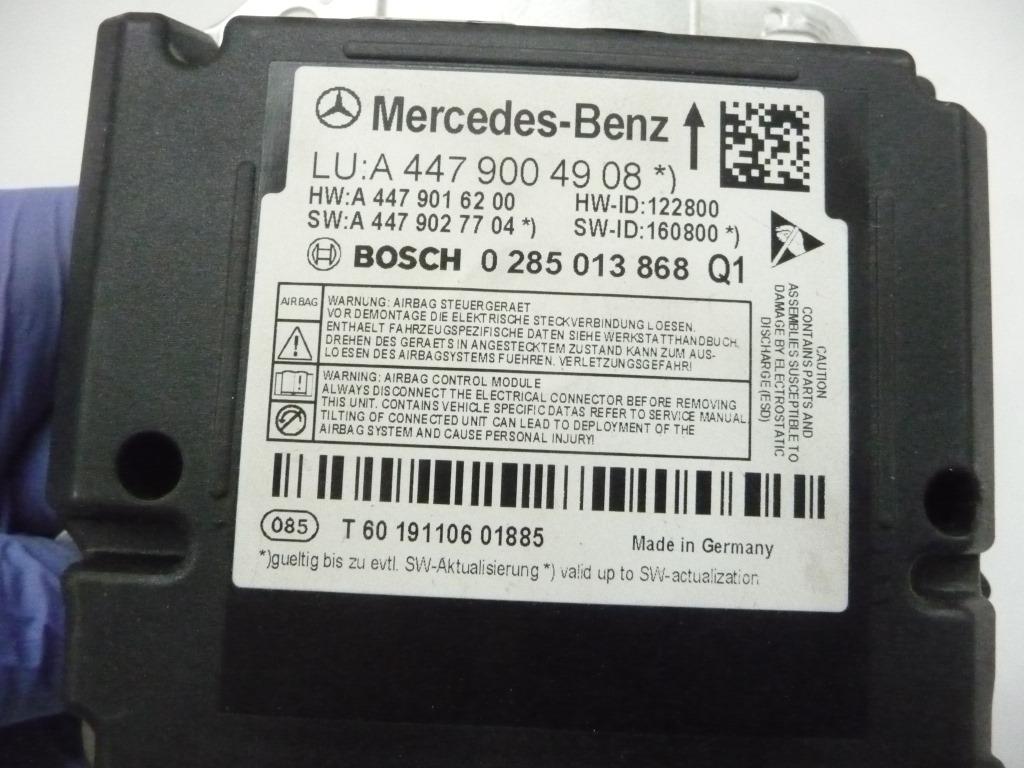 Mercedes-Benz
LU:A 447 900 49 08 *)
HW:A 447 901 62 00 HW-ID:122800
SW:A 447 902 77 04 *) SW-ID:160800 *)
BOSCH 0 285 013 868 Q1
AIRBAG
WARNUNG: AIRBAG STEUERGERAET
VOR DEMONTAGE DIE ELEKTRISCHE STECKVERBINDUNG LOESEN.
ENTHAELT FAHRZEUGSPEZIFISCHE DATEN SIEHE WERKSTATTHANDBUCH.
DREHEN DES GERAETS IN ANGESTECKTEM ZUSTAND KANN ZUM AUS-
LOESEN DES AIRBAGSYSTEMS FUEHREN. VERLETZUNGSGEFAHR!
WARNING: AIRBAG CONTROL MODULE
ALWAYS DISCONNECT THE ELECTRICAL CONNECTOR BEFORE REMOVING
THIS UNIT. CONTAINS VEHICLE SPECIFIC DATAS REFER TO SERVICE MANUAL.
TILTING OF CONNECTED UNIT CAN LEAD TO DEPLOYMENT OF THE
AIRBAG SYSTEM AND CAUSE PERSONAL INJURY!
CAUTION
CONTAINS PARTS AND
ASSEMBLIES SUSCEPTIBLE TO
DAMAGE BY ELECTROSTATIC
DISCHARGE(ESD)
085 T 60 191106 01885 Made in Germany
*)gueltig bis zu evtl. SW-Aktualisierung *) valid up to SW-actualization